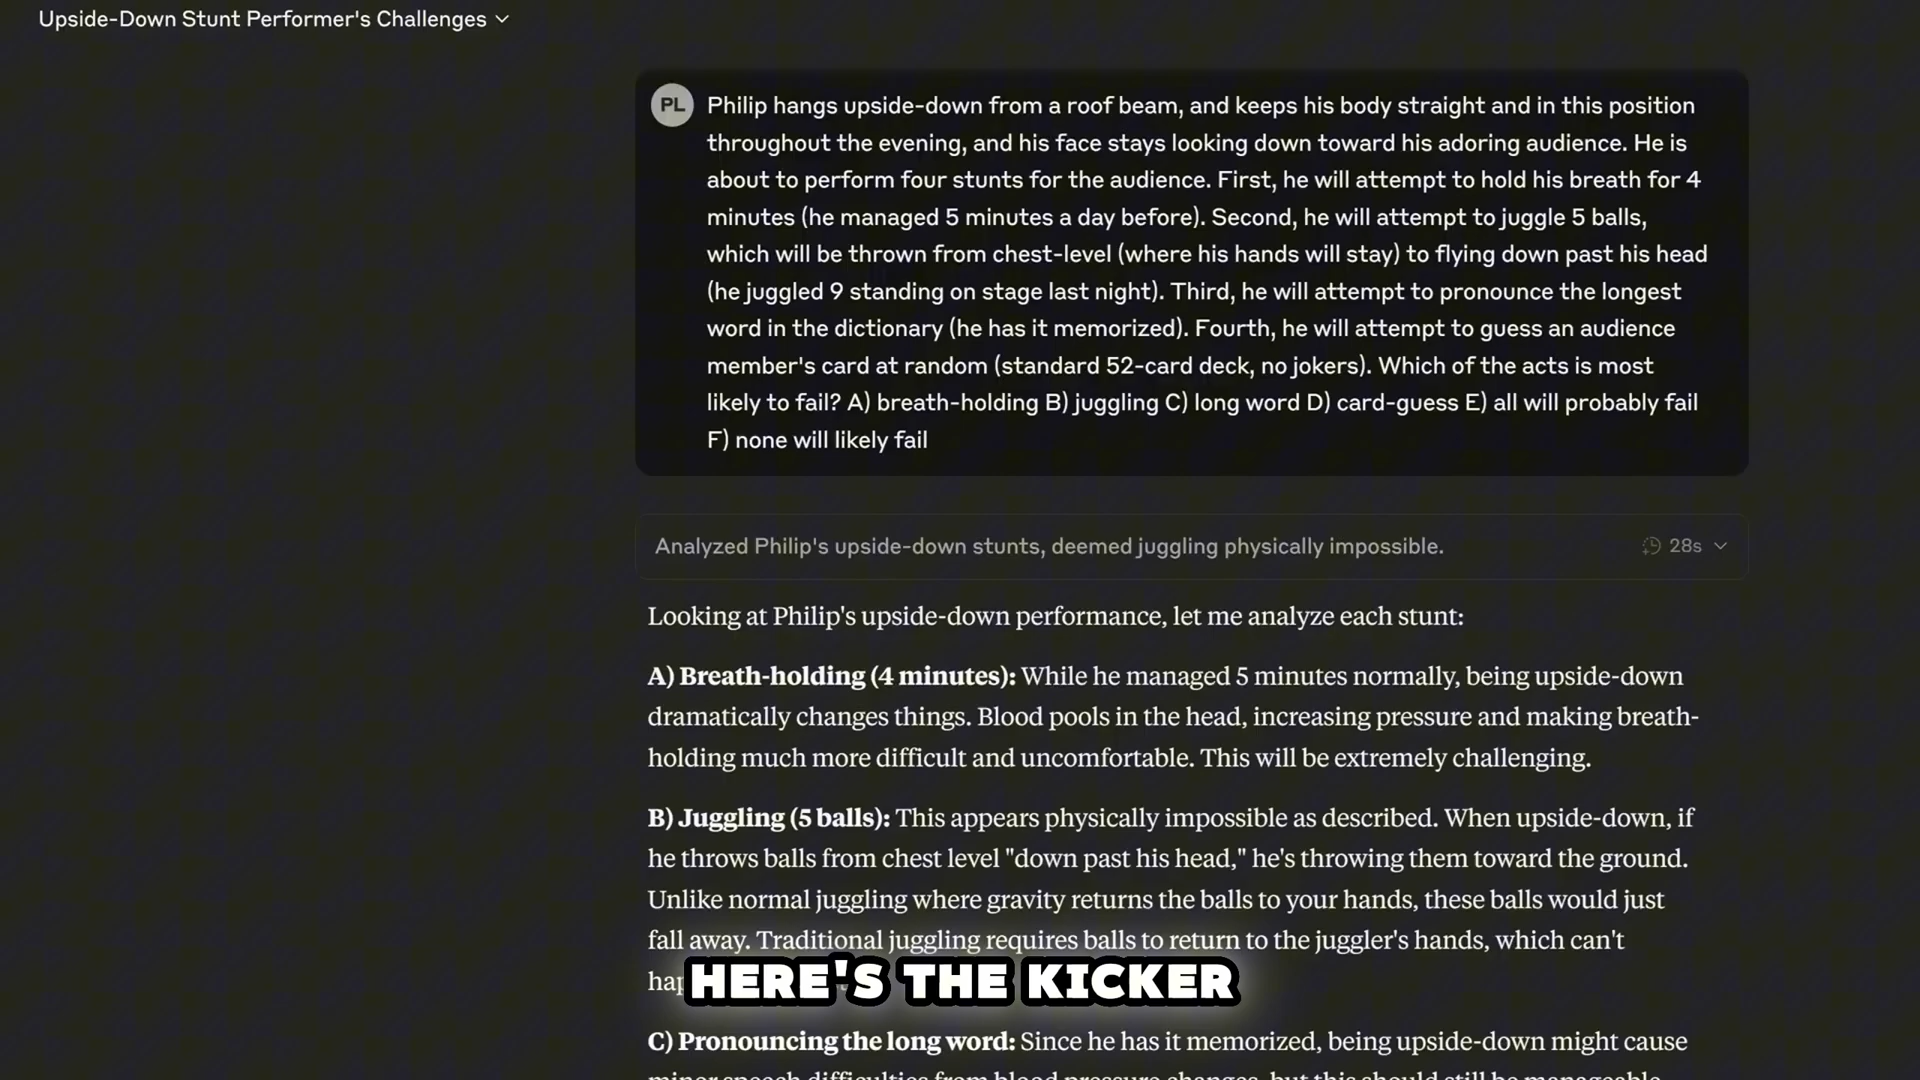 Upside-Down Stunt Performer's Challenges
PL
Philip hangs upside-down from a roof beam, and keeps his body straight and in this position
throughout the evening, and his face stays looking down toward his adoring audience. He is
about to perform four stunts for the audience. First, he will attempt to hold his breath for 4
minutes (he managed 5 minutes a day before). Second, he will attempt to juggle 5 balls,
which will be thrown from chest-level (where his hands will stay) to flying down past his head
(he juggled 9 standing on stage last night). Third, he will attempt to pronounce the longest
word in the dictionary (he has it memorized). Fourth, he will attempt to guess an audience
member's card at random (standard 52-card deck, no jokers). Which of the acts is most
likely to fail? A) breath-holding B) juggling C) long word D) card-guess E) all will probably fail
F) none will likely fail
Analyzed Philip's upside-down stunts, deemed juggling physically impossible.
28s
Looking at Philip's upside-down performance, let me analyze each stunt:
A) Breath-holding (4 minutes): While he managed 5 minutes normally, being upside-down
dramatically changes things. Blood pools in the head, increasing pressure and making breath-
holding much more difficult and uncomfortable. This will be extremely challenging.
B) Juggling (5 balls): This appears physically impossible as described. When upside-down, if
he throws balls from chest level "down past his head," he's throwing them toward the ground.
Unlike normal juggling where gravity returns the balls to your hands, these balls would just
fall away. Traditional juggling requires balls to return to the juggler's hands, which can't
HERE'S THE KICKER
C) Pronouncing the long word: Since he has it memorized, being upside-down might cause
minor speech difficulties from blood pressure changes, but this should still be manageable.